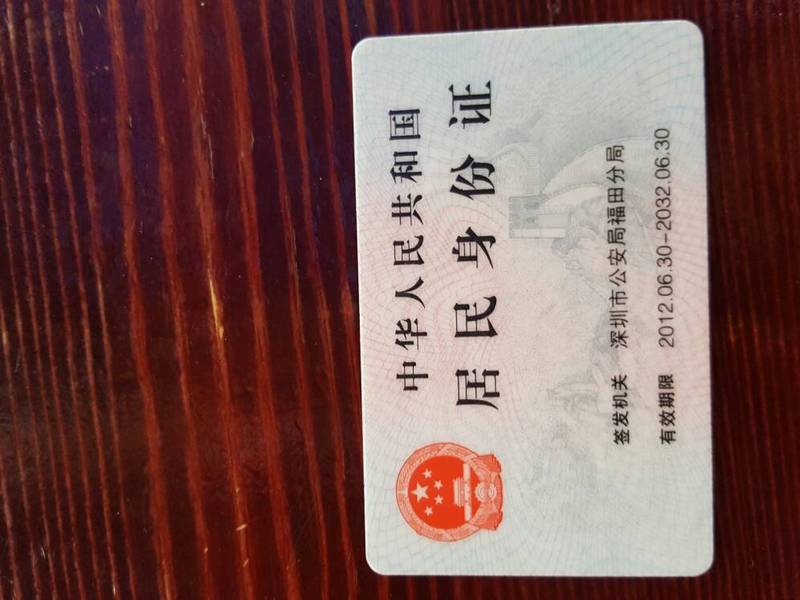 中华人民共和国
居民身份证
签发机关 深圳市公安局福田分局
有效期限 2012.06.30-2032.06.30